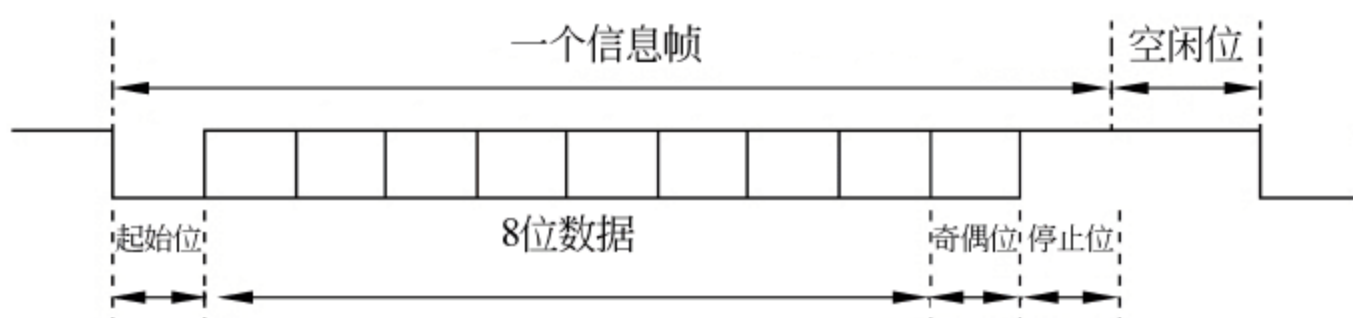 一个信息帧
空闲位
起始位
8位数据
奇偶位
停止位